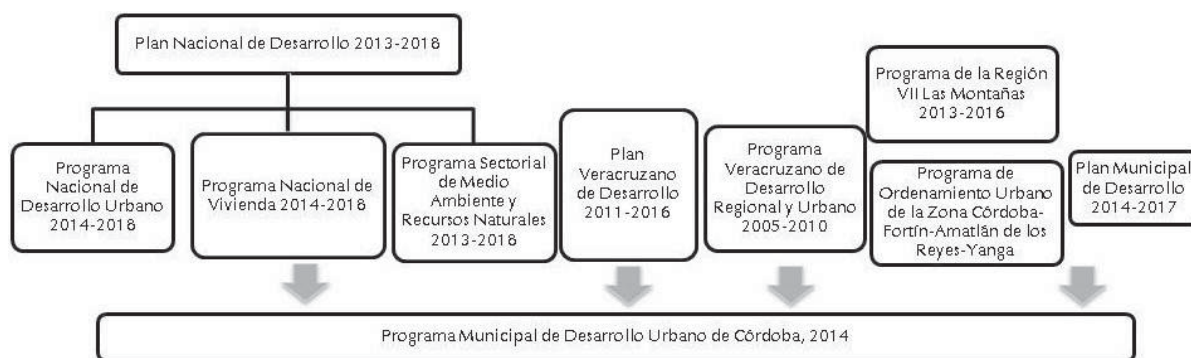 Plan Nacional de Desarrollo 2013-2018
Programa
Nacional de
Desarrollo Urbano
2014-2018
Programa Nacional de
Vivienda 2014-2018
Programa Sectorial
de Medio
Ambiente y
Recursos Naturales
2013-2018
Plan
Veracruzano
de Desarrollo
2011-2016
Programa
Veracruzano de
Desarrollo
Regional y Urbano
2005-2010
Programa de la Región
VII Las Montañas
2013-2016
Programa de
Ordenamiento Urbano
de la Zona Córdoba-
Fortín-Amatlán de los
Reyes-Yanga
Plan Municipal
de Desarrollo
2014-2017
Programa Municipal de Desarrollo Urbano de Córdoba, 2014